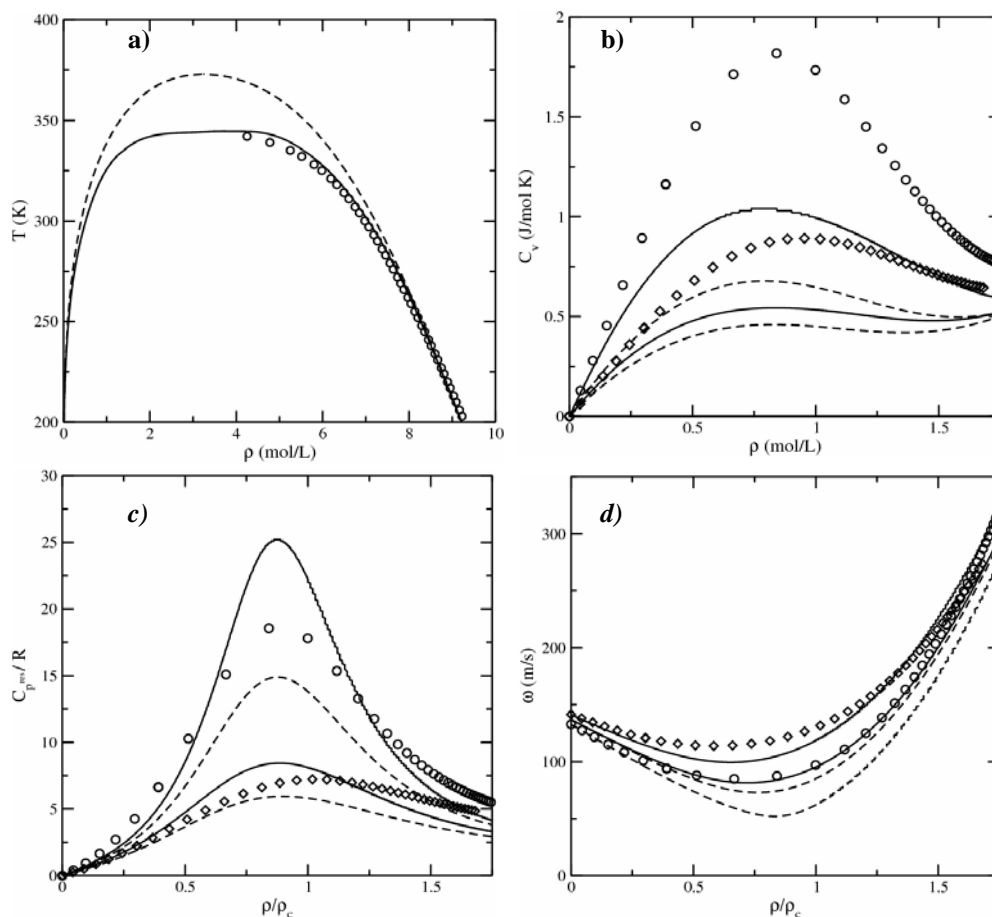 a)
400
350
300
250
200
T (K)
0 2 4 6 8 10
ρ (mol/L)
b)
2
1.5
1
0.5
0
C_v (J/mol K)
0 0.5 1 1.5
ρ (mol/L)
c)
30
25
20
15
10
5
0
C_p^res / R
0 0.5 1 1.5
ρ/ρ_c
d)
300
200
100
0
ω (m/s)
0 0.5 1 1.5
ρ/ρ_c